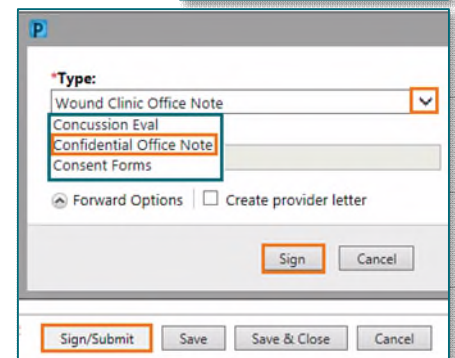 P
*Type:
Wound Clinic Office Note
Concussion Eval
Confidential Office Note
Consent Forms
Forward Options Create provider letter
Sign Cancel
Sign/Submit Save Save & Close Cancel